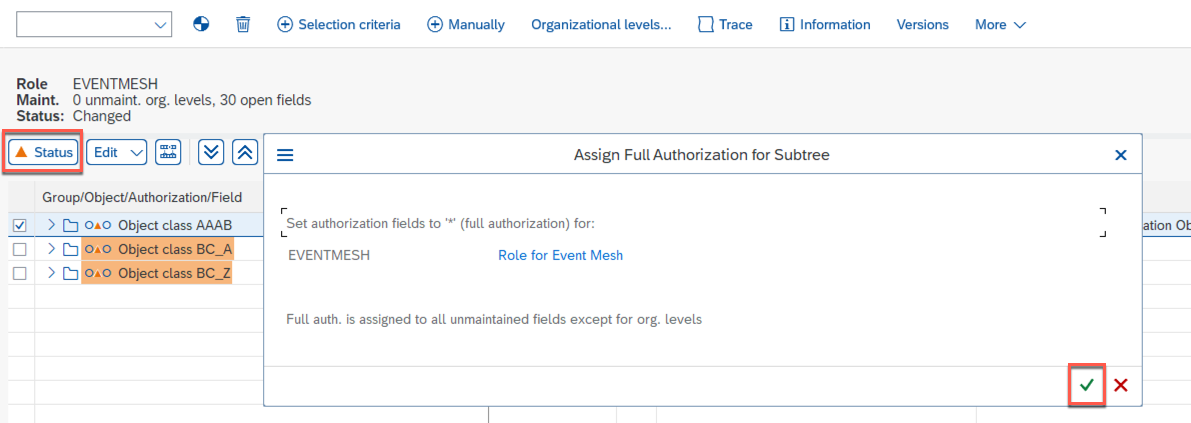 Selection criteria Manually Organizational levels... Trace Information Versions More
Role EVENTMESH
Maint. 0 unmaint. org. levels, 30 open fields
Status: Changed
Status Edit
Assign Full Authorization for Subtree
Group/Object/Authorization/Field
Object class AAAB
ation Ob
Object class BC_A
Object class BC_Z
Set authorization fields to '*' (full authorization) for:
EVENTMESH Role for Event Mesh
Full auth. is assigned to all unmaintained fields except for org. levels